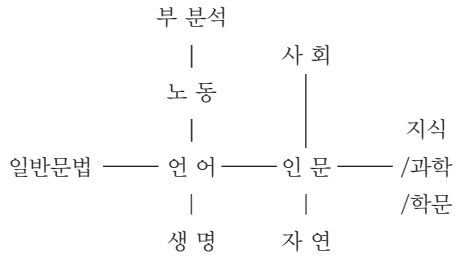 부 분석
사 회
노 동
지식
일반문법 언 어 인 문 /과학
/학문
생 명 자 연